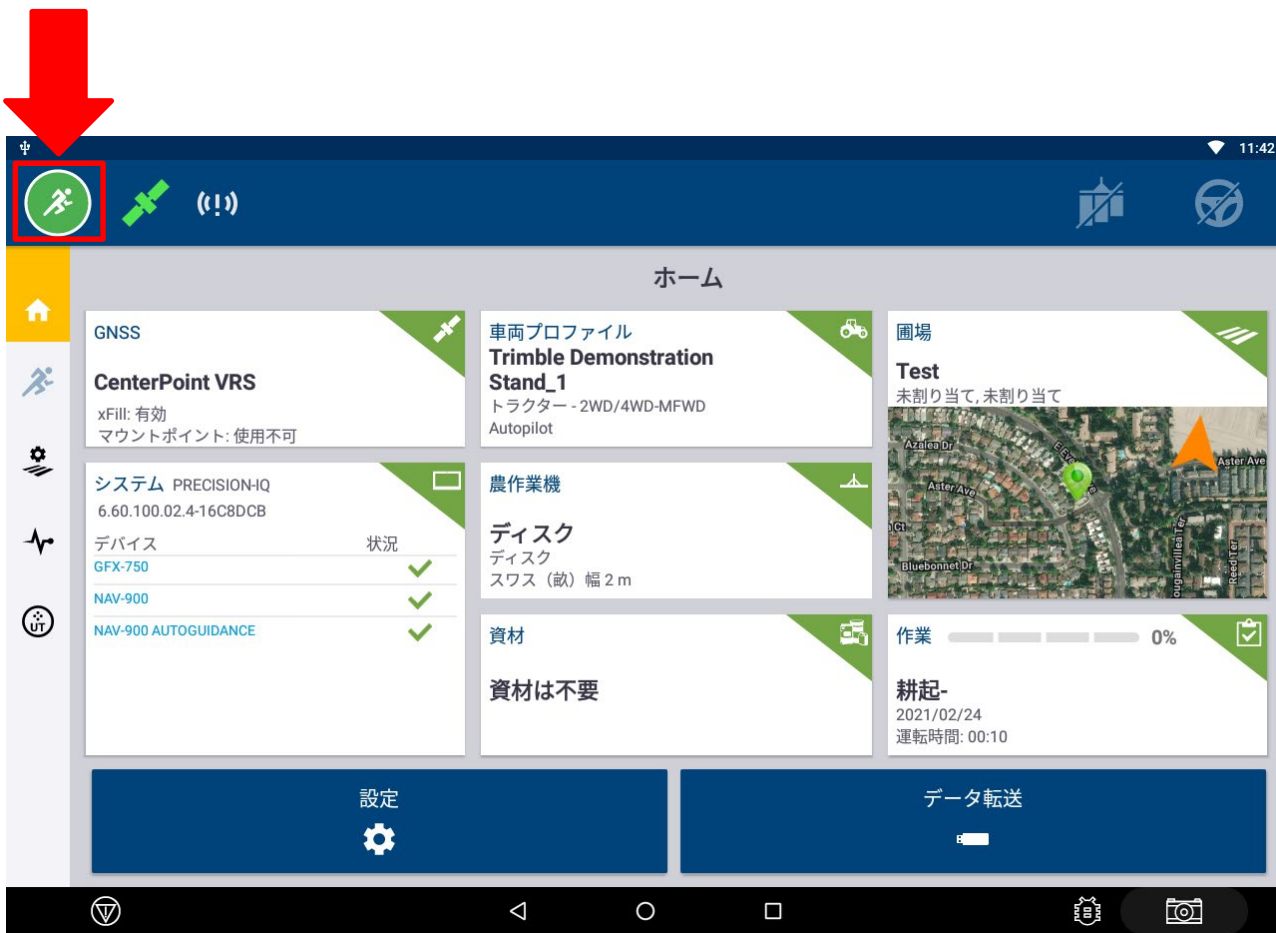 11:42
ホーム
GNSS
CenterPoint VRS
xFill: 有効
マウントポイント: 使用不可
システム PRECISION-IQ
6.60.100.02.4-16C8DCB
デバイス 状況
GFX-750
NAV-900
NAV-900 AUTOGUIDANCE
車両プロファイル
Trimble Demonstration
Stand_1
トラクター - 2WD/4WD-MFWD
Autopilot
農作業機
ディスク
ディスク
スワス（畝）幅 2 m
資材
資材は不要
圃場
Test
未割り当て, 未割り当て
Azalea Dr
Aster Ave
Aster Ave
Bluebonnet Dr
Reed Ter
作業 0%
耕起-
2021/02/24
運転時間: 00:10
設定
データ転送
UT